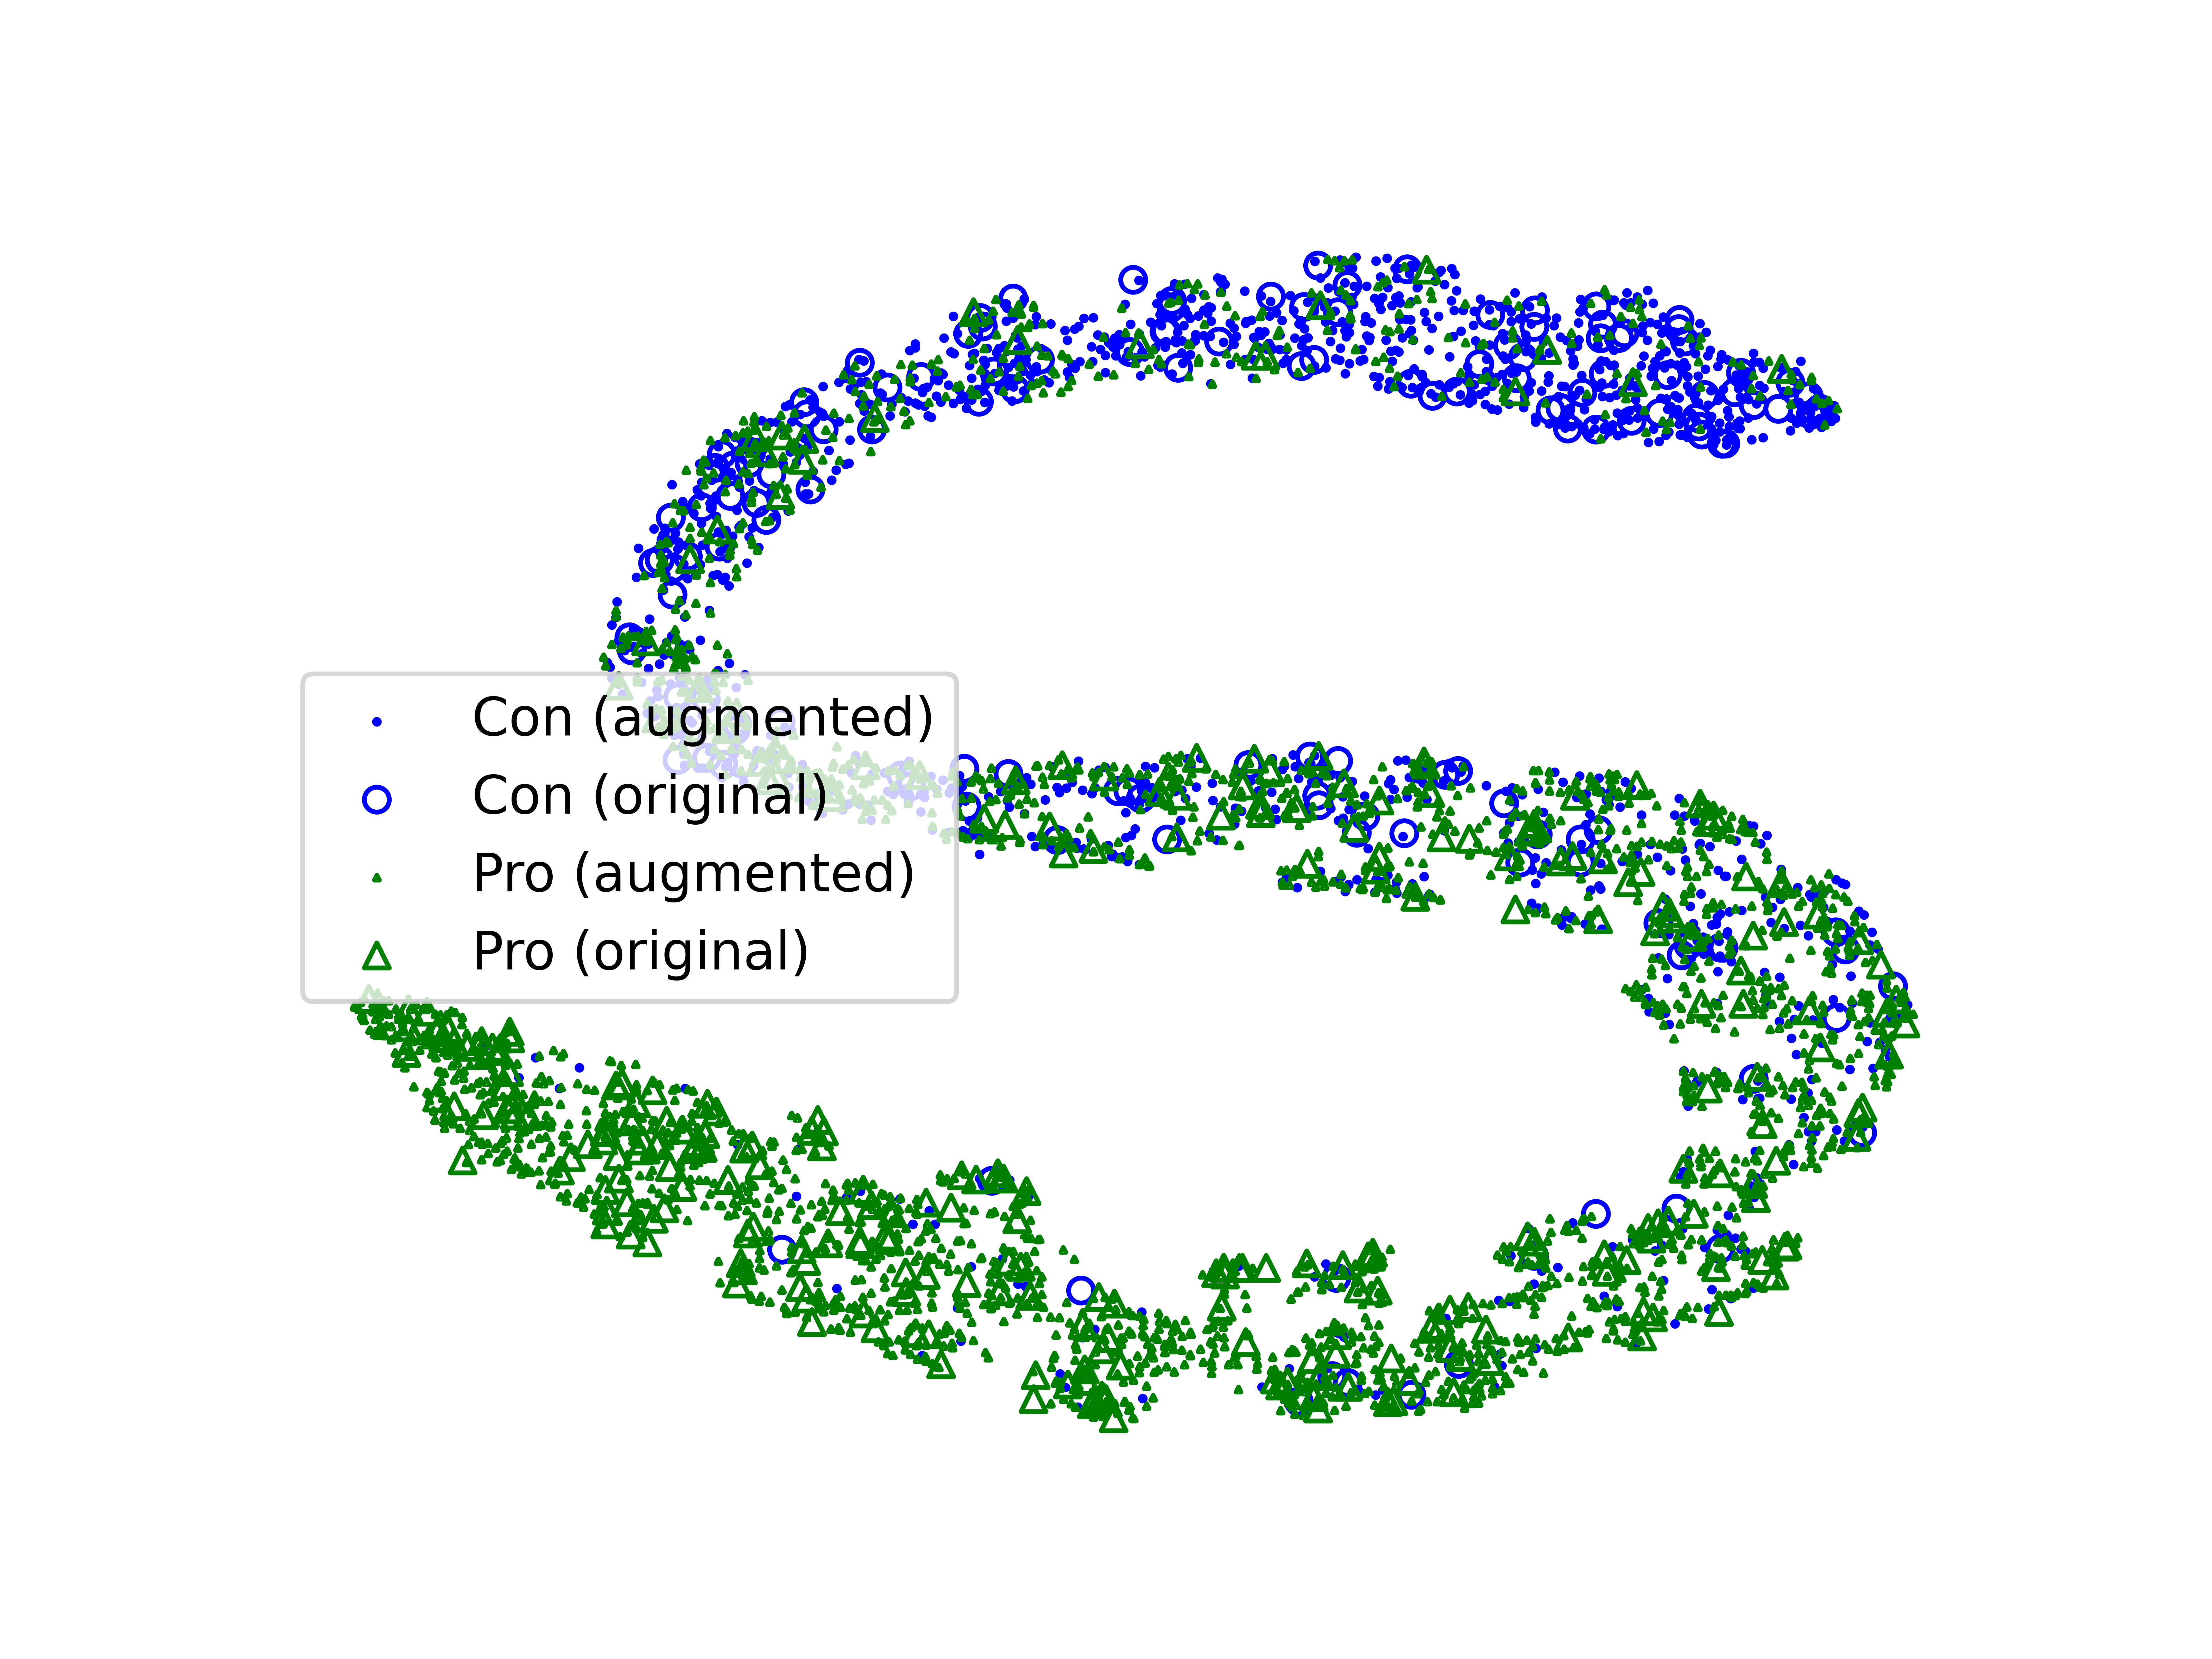 Con (augmented)
Con (original)
Pro (augmented)
Pro (original)